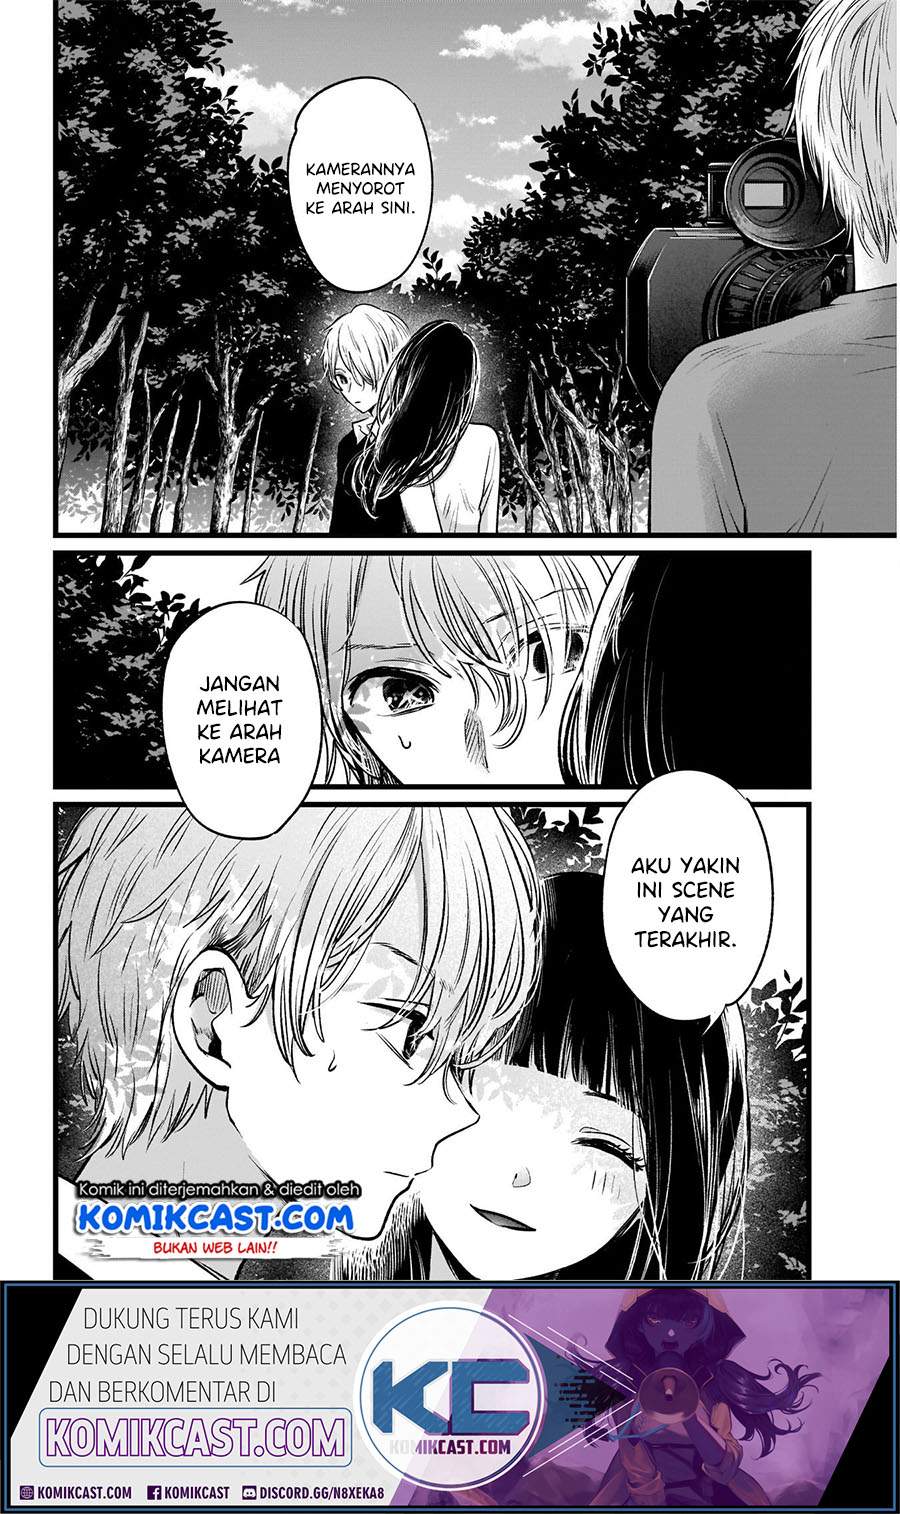 KAMERANNYA
MENYOROT
KE ARAH SINI.
JANGAN
MELIHAT
KE ARAH
KAMERA
AKU YAKIN
INI SCENE
YANG
TERAKHIR.
Komik ini diterjemahkan & diedit oleh
KOMIKCAST.COM
BUKAN WEB LAIN!!
DUKUNG TERUS KAMI
DENGAN SELALU MEMBACA
DAN BERKOMENTAR DI
KOMIKCAST.COM
KC
KOMIKCAST.COM
KOMIKCAST.COM KOMIKCAST DISCORD.GG/N8XEKA8